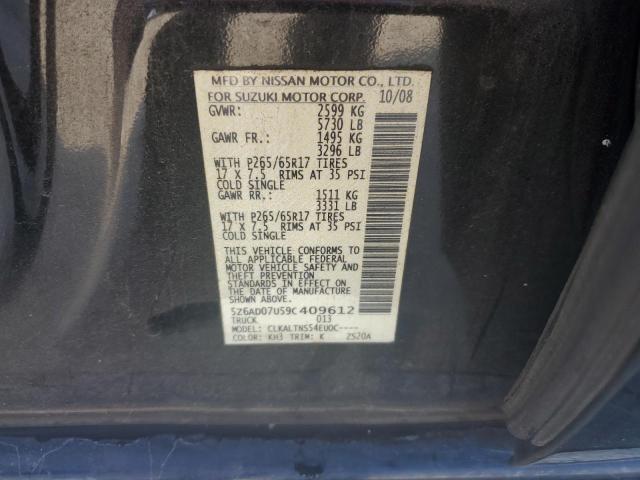 MFD BY NISSAN MOTOR CO., LTD.
FOR SUZUKI MOTOR CORP. 10/08
GVWR: 2599 KG
5730 LB
GAWR FR.: 1495 KG
3296 LB
WITH P265/65R17 TIRES
17 X 7.5 RIMS AT 35 PSI
COLD SINGLE
GAWR RR.: 1511 KG
3331 LB
WITH P265/65R17 TIRES
17 X 7.5 RIMS AT 35 PSI
COLD SINGLE
THIS VEHICLE CONFORMS TO
ALL APPLICABLE FEDERAL
MOTOR VEHICLE SAFETY AND
THEFT PREVENTION
STANDARDS IN EFFECT ON
THE DATE OF MANUFACTURE
SHOWN ABOVE.
5Z6AD07U59C409612
TRUCK 013
MODEL: CLKALTNS54EUOC----
COLOR: KH3 TRIM: K 2520A